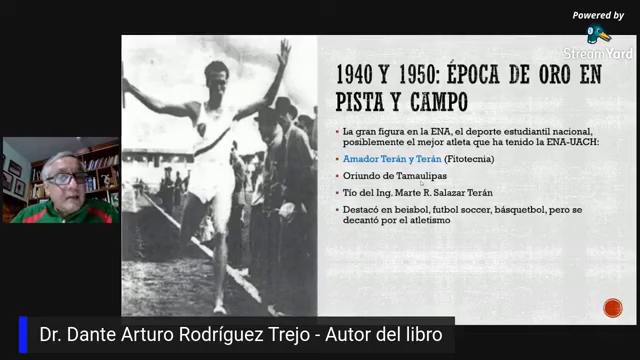 Powered by
StreamYard
1940 Y 1950: ÉPOCA DE ORO EN
PISTA Y CAMPO
La gran figura en la ENA, el deporte estudiantil nacional,
posiblemente el mejor atleta que ha tenido la ENA-UACH:
Amador Terán y Terán (Fitotecnia)
Oriundo de Tamaulipas
Tío del Ing. Marte R. Salazar Terán
Destacó en beisbol, futbol soccer, básquetbol, pero se
decantó por el atletismo
Dr. Dante Arturo Rodríguez Trejo - Autor del libro